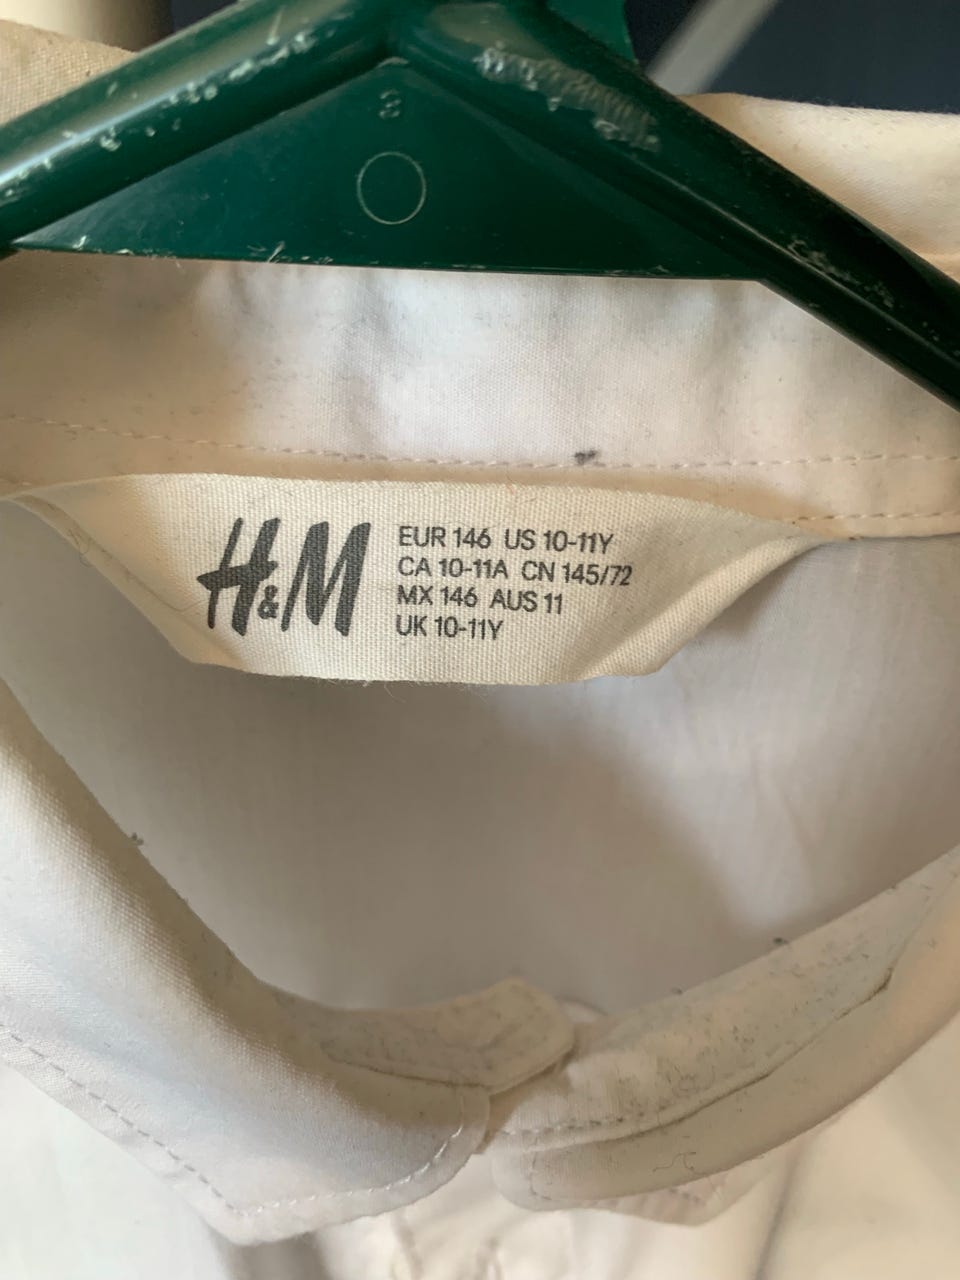 H&M
EUR 146 US 10-11Y
CA 10-11A CN 145/72
MX 146 AUS 11
UK 10-11Y